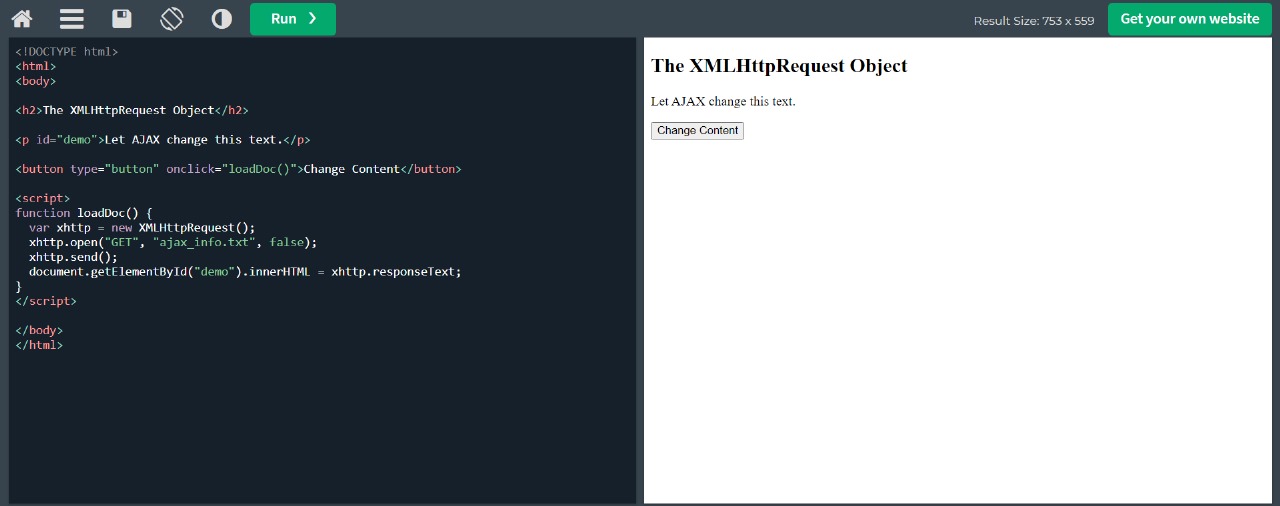 Run ❯
Result Size: 753 x 559
Get your own website
<!DOCTYPE html>
<html>
<body>
<h2>The XMLHttpRequest Object</h2>
<p id="demo">Let AJAX change this text.</p>
<button type="button" onclick="loadDoc()">Change Content</button>
<script>
function loadDoc() {
  var xhttp = new XMLHttpRequest();
  xhttp.open("GET", "ajax_info.txt", false);
  xhttp.send();
  document.getElementById("demo").innerHTML = xhttp.responseText;
}
</script>
</body>
</html>
The XMLHttpRequest Object
Let AJAX change this text.
Change Content